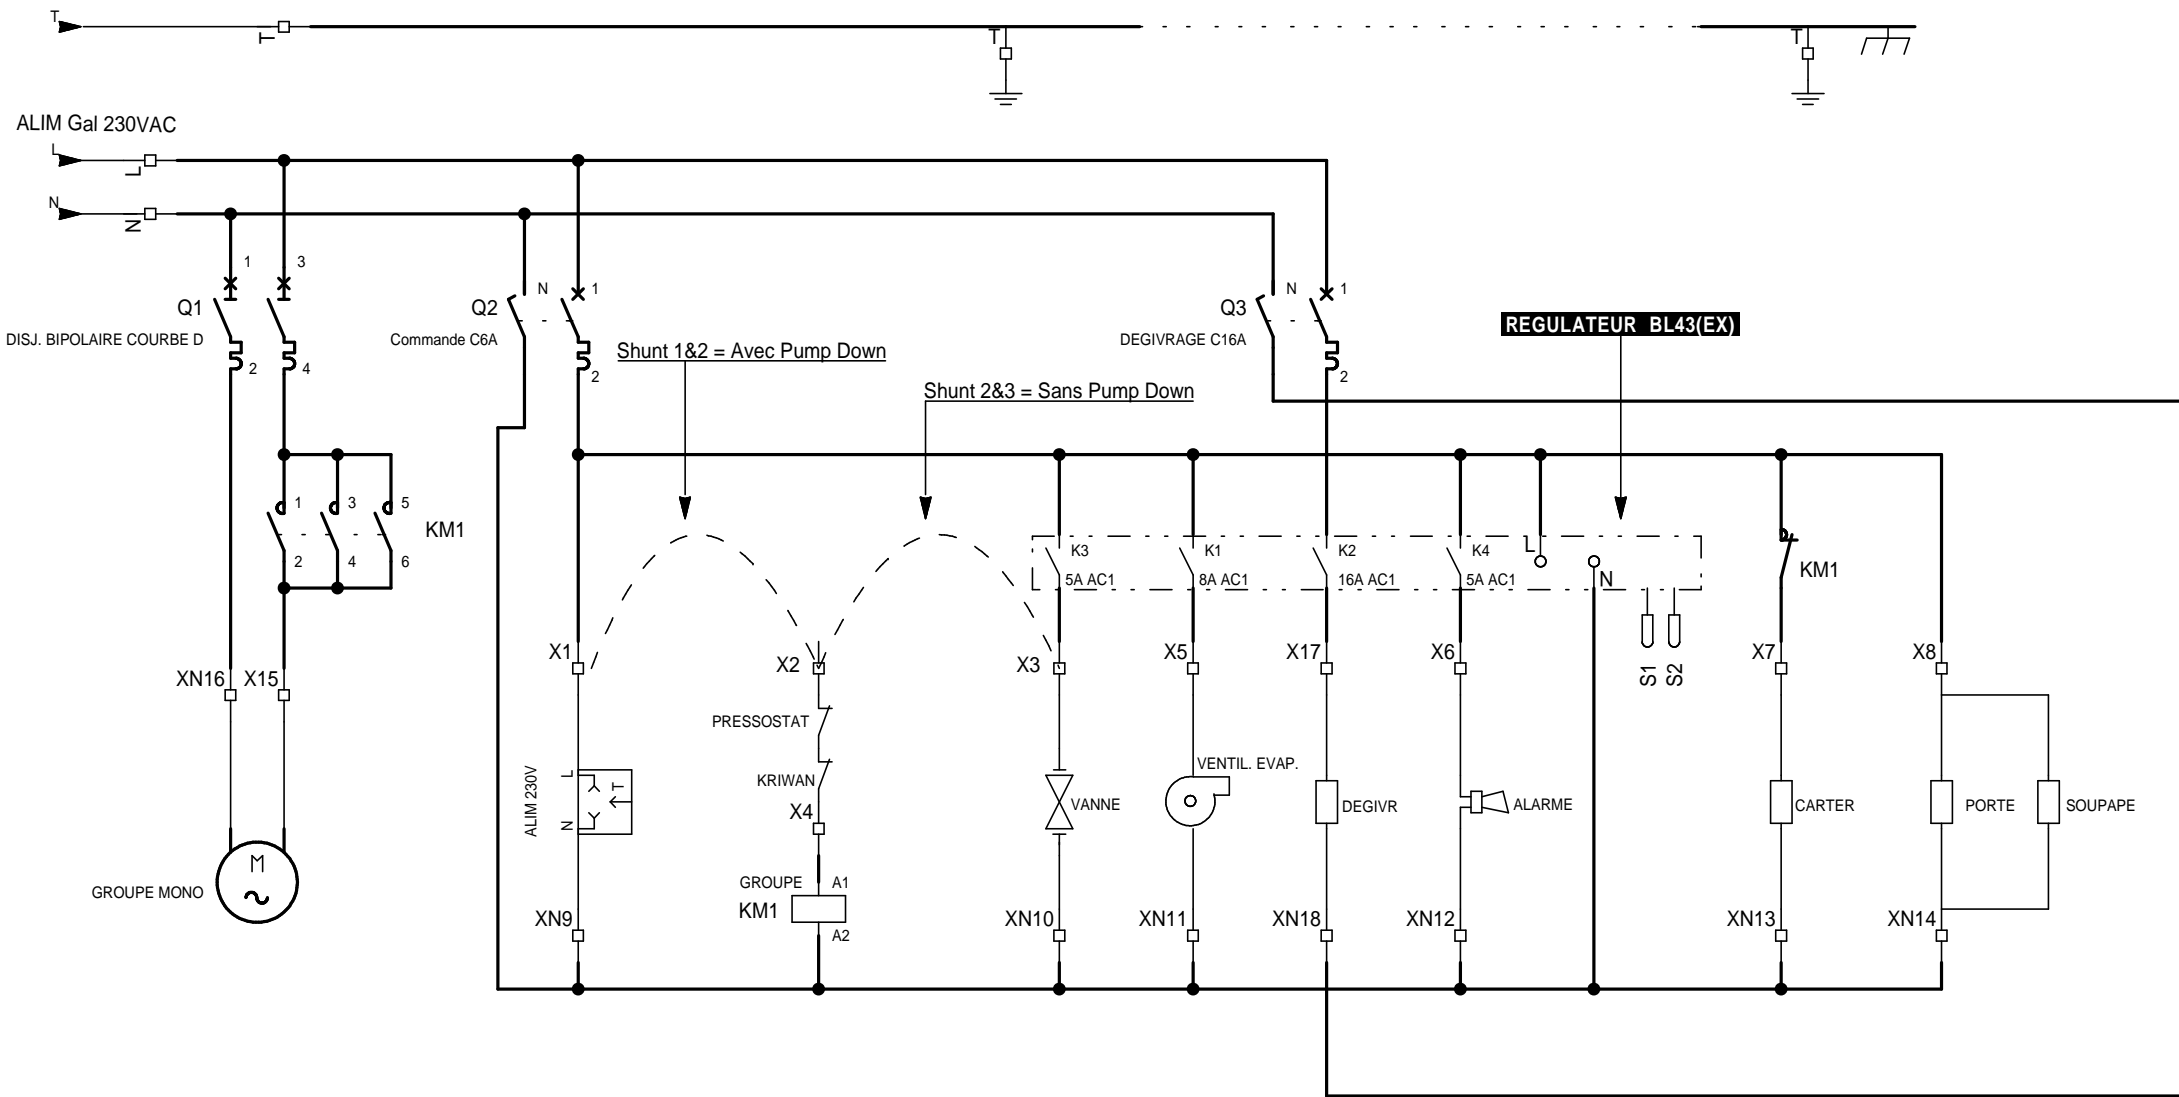 T
T
T
T
ALIM Gal 230VAC
L
L
N
N
1
3
Q1
DISJ. BIPOLAIRE COURBE D
2
4
Q2
N
1
Commande C6A
2
Q3
N
1
DEGIVRAGE C16A
2
REGULATEUR BL43(EX)
Shunt 1&2 = Avec Pump Down
Shunt 2&3 = Sans Pump Down
1
3
5
KM1
2
4
6
K3
5A AC1
K1
8A AC1
K2
16A AC1
K4
5A AC1
L
N
KM1
S1
S2
XN16
X15
X1
X2
X3
X5
X17
X6
X7
X8
PRESSOSTAT
KRIWAN
X4
ALIM 230V
L
N
T
VANNE
VENTIL. EVAP.
DEGIVR
ALARME
CARTER
PORTE
SOUPAPE
M
GROUPE MONO
GROUPE
A1
KM1
A2
XN9
XN10
XN11
XN18
XN12
XN13
XN14